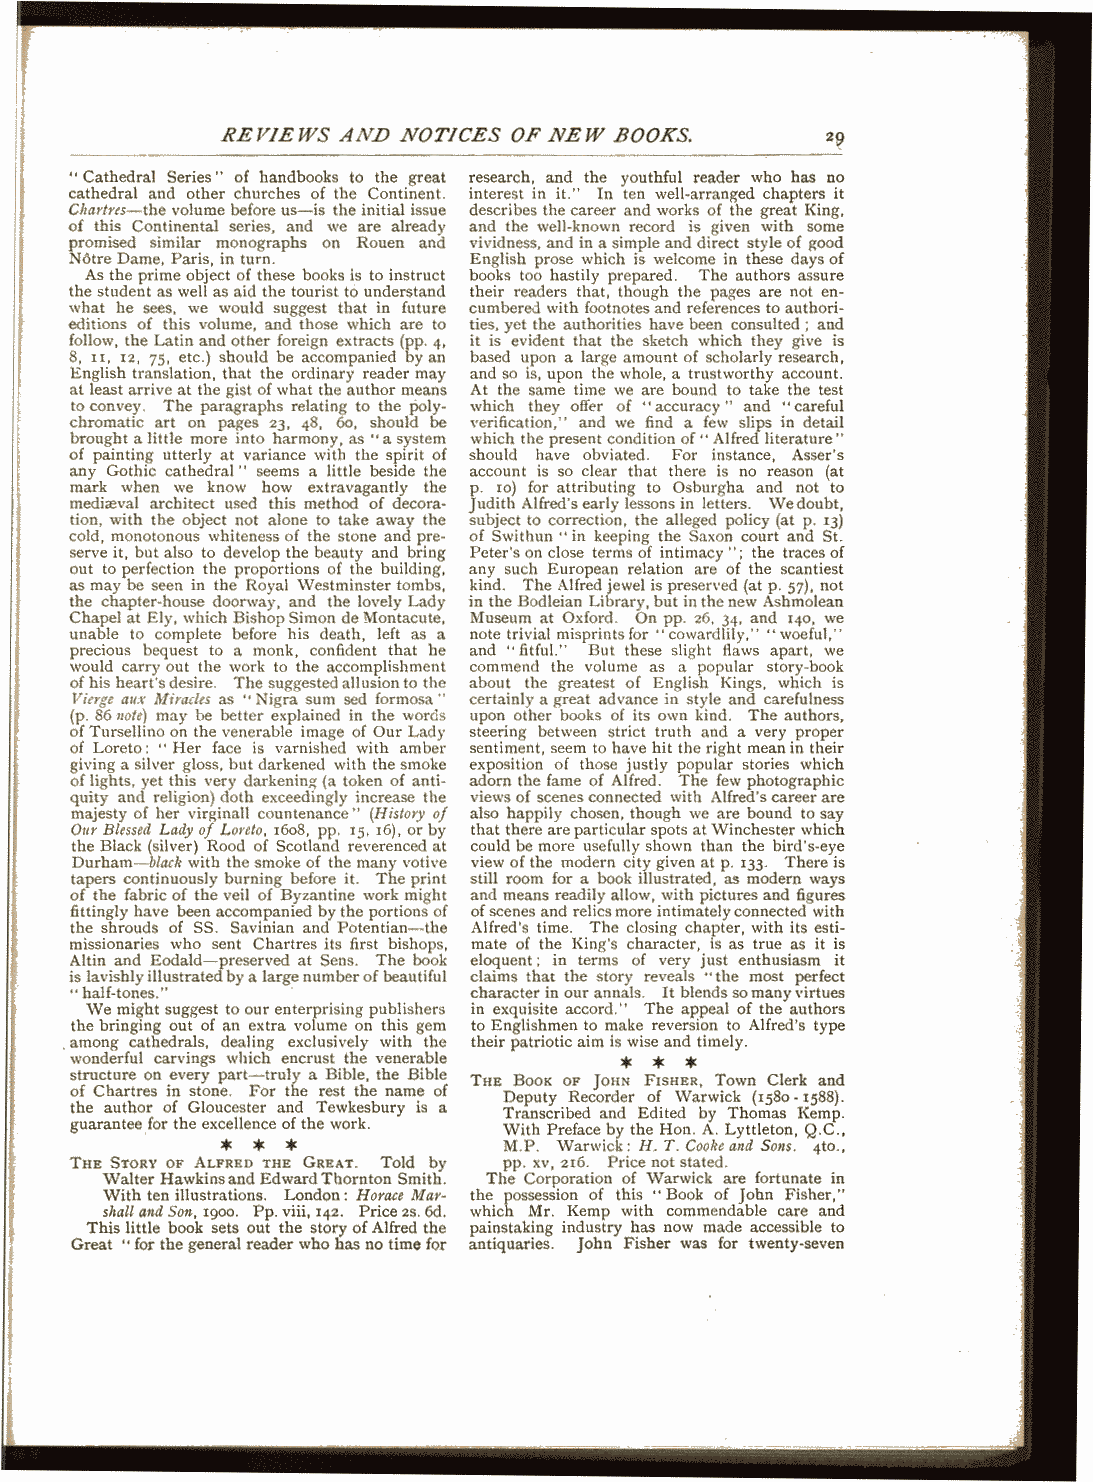 REVIEWS AND NOTICES OF NEW BOOKS. 29
“Cathedral Series” of handbooks to the great
cathedral and other churches of the Continent.
Chartres—the volume before us—is the initial issue
of this Continental series, and we are already
promised similar monographs on Rouen and
Nôtre Dame, Paris, in turn.
As the prime object of these books is to instruct
the student as well as aid the tourist to understand
what he sees, we would suggest that in future
editions of this volume, and those which are to
follow, the Latin and other foreign extracts (pp. 4,
8, 11, 12, 75, etc.) should be accompanied by an
English translation, that the ordinary reader may
at least arrive at the gist of what the author means
to convey. The paragraphs relating to the poly-
chromatic art on pages 23, 48, 60, should be
brought a little more into harmony, as “a system
of painting utterly at variance with the spirit of
any Gothic cathedral” seems a little beside the
mark when we know how extravagantly the
mediæval architect used this method of decora-
tion, with the object not alone to take away the
cold, monotonous whiteness of the stone and pre-
serve it, but also to develop the beauty and bring
out to perfection the proportions of the building,
as may be seen in the Royal Westminster tombs,
the chapter-house doorway, and the lovely Lady
Chapel at Ely, which Bishop Simon de Montacute,
unable to complete before his death, left as a
precious bequest to a monk, confident that he
would carry out the work to the accomplishment
of his heart's desire. The suggested allusion to the
Vierge aux Miracles as “Nigra sum sed formosa”
(p. 86 note) may be better explained in the words
of Tursellino on the venerable image of Our Lady
of Loreto: “Her face is varnished with amber
giving a silver gloss, but darkened with the smoke
of lights, yet this very darkening (a token of anti-
quity and religion) doth exceedingly increase the
majesty of her virginall countenance” (History of
Our Blessed Lady of Loreto, 1608, pp. 15, 16), or by
the Black (silver) Rood of Scotland reverenced at
Durham—black with the smoke of the many votive
tapers continuously burning before it. The print
of the fabric of the veil of Byzantine work might
fittingly have been accompanied by the portions of
the shrouds of SS. Savinian and Potentian—the
missionaries who sent Chartres its first bishops,
Altin and Eodald—preserved at Sens. The book
is lavishly illustrated by a large number of beautiful
“half-tones.”
We might suggest to our enterprising publishers
the bringing out of an extra volume on this gem
among cathedrals, dealing exclusively with the
wonderful carvings which encrust the venerable
structure on every part—truly a Bible, the Bible
of Chartres in stone. For the rest the name of
the author of Gloucester and Tewkesbury is a
guarantee for the excellence of the work.
* * *
THE STORY OF ALFRED THE GREAT. Told by
Walter Hawkins and Edward Thornton Smith.
With ten illustrations. London: Horace Mar-
shall and Son, 1900. Pp. viii, 142. Price 2s. 6d.
This little book sets out the story of Alfred the
Great “for the general reader who has no time for
research, and the youthful reader who has no
interest in it.” In ten well-arranged chapters it
describes the career and works of the great King,
and the well-known record is given with some
vividness, and in a simple and direct style of good
English prose which is welcome in these days of
books too hastily prepared. The authors assure
their readers that, though the pages are not en-
cumbered with footnotes and references to authori-
ties, yet the authorities have been consulted; and
it is evident that the sketch which they give is
based upon a large amount of scholarly research,
and so is, upon the whole, a trustworthy account.
At the same time we are bound to take the test
which they offer of “accuracy” and “careful
verification,” and we find a few slips in detail
which the present condition of “Alfred literature”
should have obviated. For instance, Asser's
account is so clear that there is no reason (at
p. 10) for attributing to Osburgha and not to
Judith Alfred's early lessons in letters. We doubt,
subject to correction, the alleged policy (at p. 13)
of Swithun “in keeping the Saxon court and St.
Peter's on close terms of intimacy”; the traces of
any such European relation are of the scantiest
kind. The Alfred jewel is preserved (at p. 57), not
in the Bodleian Library, but in the new Ashmolean
Museum at Oxford. On pp. 26, 34, and 140, we
note trivial misprints for “cowardlily,” “woeful,”
and “fitful.” But these slight flaws apart, we
commend the volume as a popular story-book
about the greatest of English Kings, which is
certainly a great advance in style and carefulness
upon other books of its own kind. The authors,
steering between strict truth and a very proper
sentiment, seem to have hit the right mean in their
exposition of those justly popular stories which
adorn the fame of Alfred. The few photographic
views of scenes connected with Alfred's career are
also happily chosen, though we are bound to say
that there are particular spots at Winchester which
could be more usefully shown than the bird's-eye
view of the modern city given at p. 133. There is
still room for a book illustrated, as modern ways
and means readily allow, with pictures and figures
of scenes and relics more intimately connected with
Alfred's time. The closing chapter, with its esti-
mate of the King's character, is as true as it is
eloquent; in terms of very just enthusiasm it
claims that the story reveals “the most perfect
character in our annals. It blends so many virtues
in exquisite accord.” The appeal of the authors
to Englishmen to make reversion to Alfred's type
their patriotic aim is wise and timely.
* * *
THE BOOK OF JOHN FISHER, Town Clerk and
Deputy Recorder of Warwick (1580-1588).
Transcribed and Edited by Thomas Kemp.
With Preface by the Hon. A. Lyttleton, Q.C.,
M.P. Warwick: H. T. Cooke and Sons. 4to.,
pp. xv, 216. Price not stated.
The Corporation of Warwick are fortunate in
the possession of this “Book of John Fisher,”
which Mr. Kemp with commendable care and
painstaking industry has now made accessible to
antiquaries. John Fisher was for twenty-seven